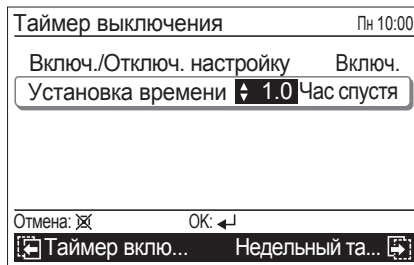 Таймер выключения Пн 10:00
Включ./Отключ. настройку Включ.
Установка времени 1.0 Час спустя
Отмена: OK:
Таймер вклю... Недельный та...